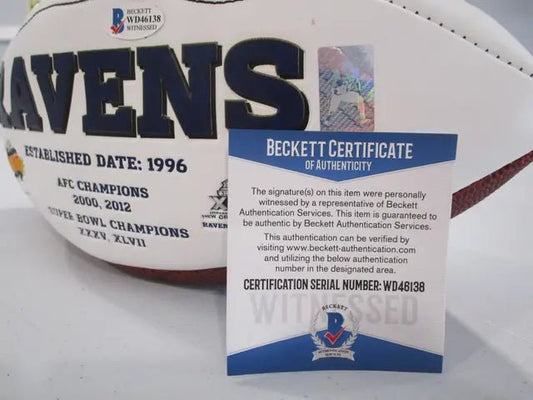 BECKETT
WD46138
WITNESSED
RAVENS
ESTABLISHED DATE: 1996
AFC CHAMPIONS
2000, 2012
SUPER BOWL CHAMPIONS
XXXV, XLVII
RAVEN
BECKETT CERTIFICATE
OF AUTHENTICITY
The signature(s) on this item were personally
witnessed by a representative of Beckett
Authentication Services. This item is guaranteed to
be authentic by Beckett Authentication Services.
This authentication can be verified by
visiting www.beckett-authentication.com
and utilizing the below authentication
number in the designated area.
CERTIFICATION SERIAL NUMBER: WD46138
WITNESSED
BECKETT
B